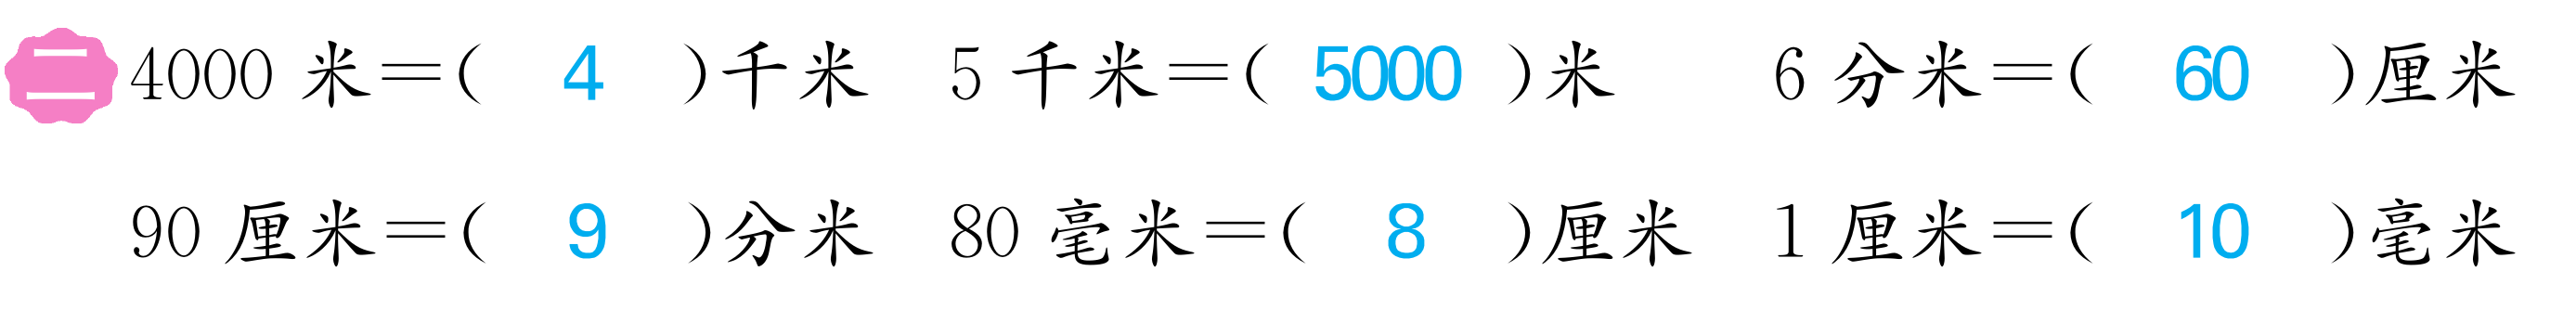 二 4000 米=( 4 )千米 5 千米=( 5000 )米 6 分米=( 60 )厘米
90 厘米=( 9 )分米 80 毫米=( 8 )厘米 1 厘米=( 10 )毫米